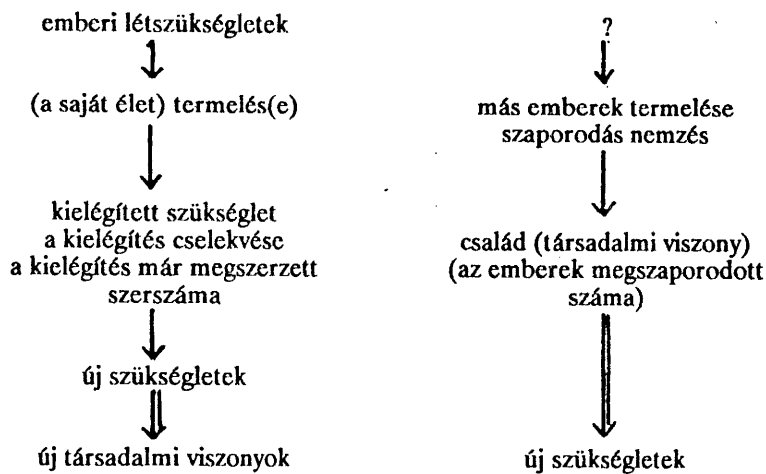 emberi létszükségletek
(a saját élet) termelés(e)
kielégített szükséglet
a kielégítés cselekvése
a kielégítés már megszerzett
szerszáma
új szükségletek
új társadalmi viszonyok
?
más emberek termelése
szaporodás nemzés
család (társadalmi viszony)
(az emberek megszaporodott
száma)
új szükségletek